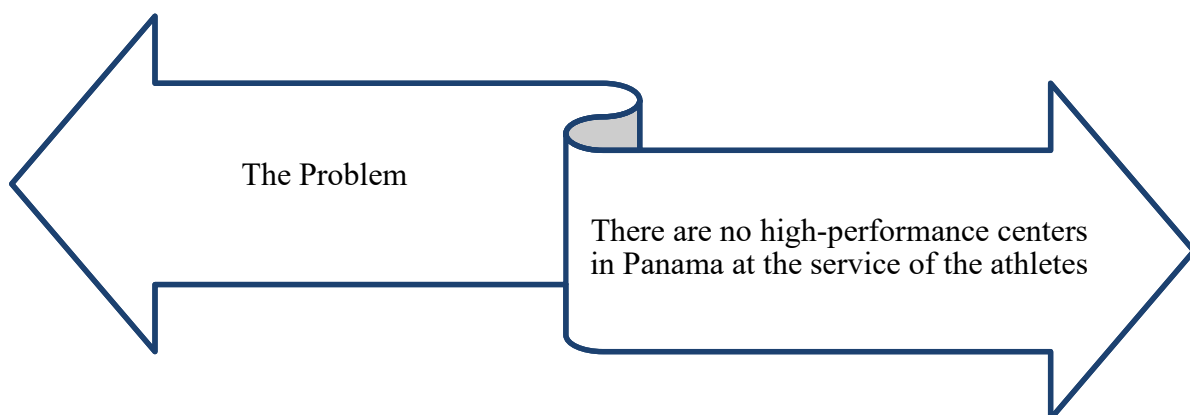 The Problem
There are no high-performance centers
in Panama at the service of the athletes